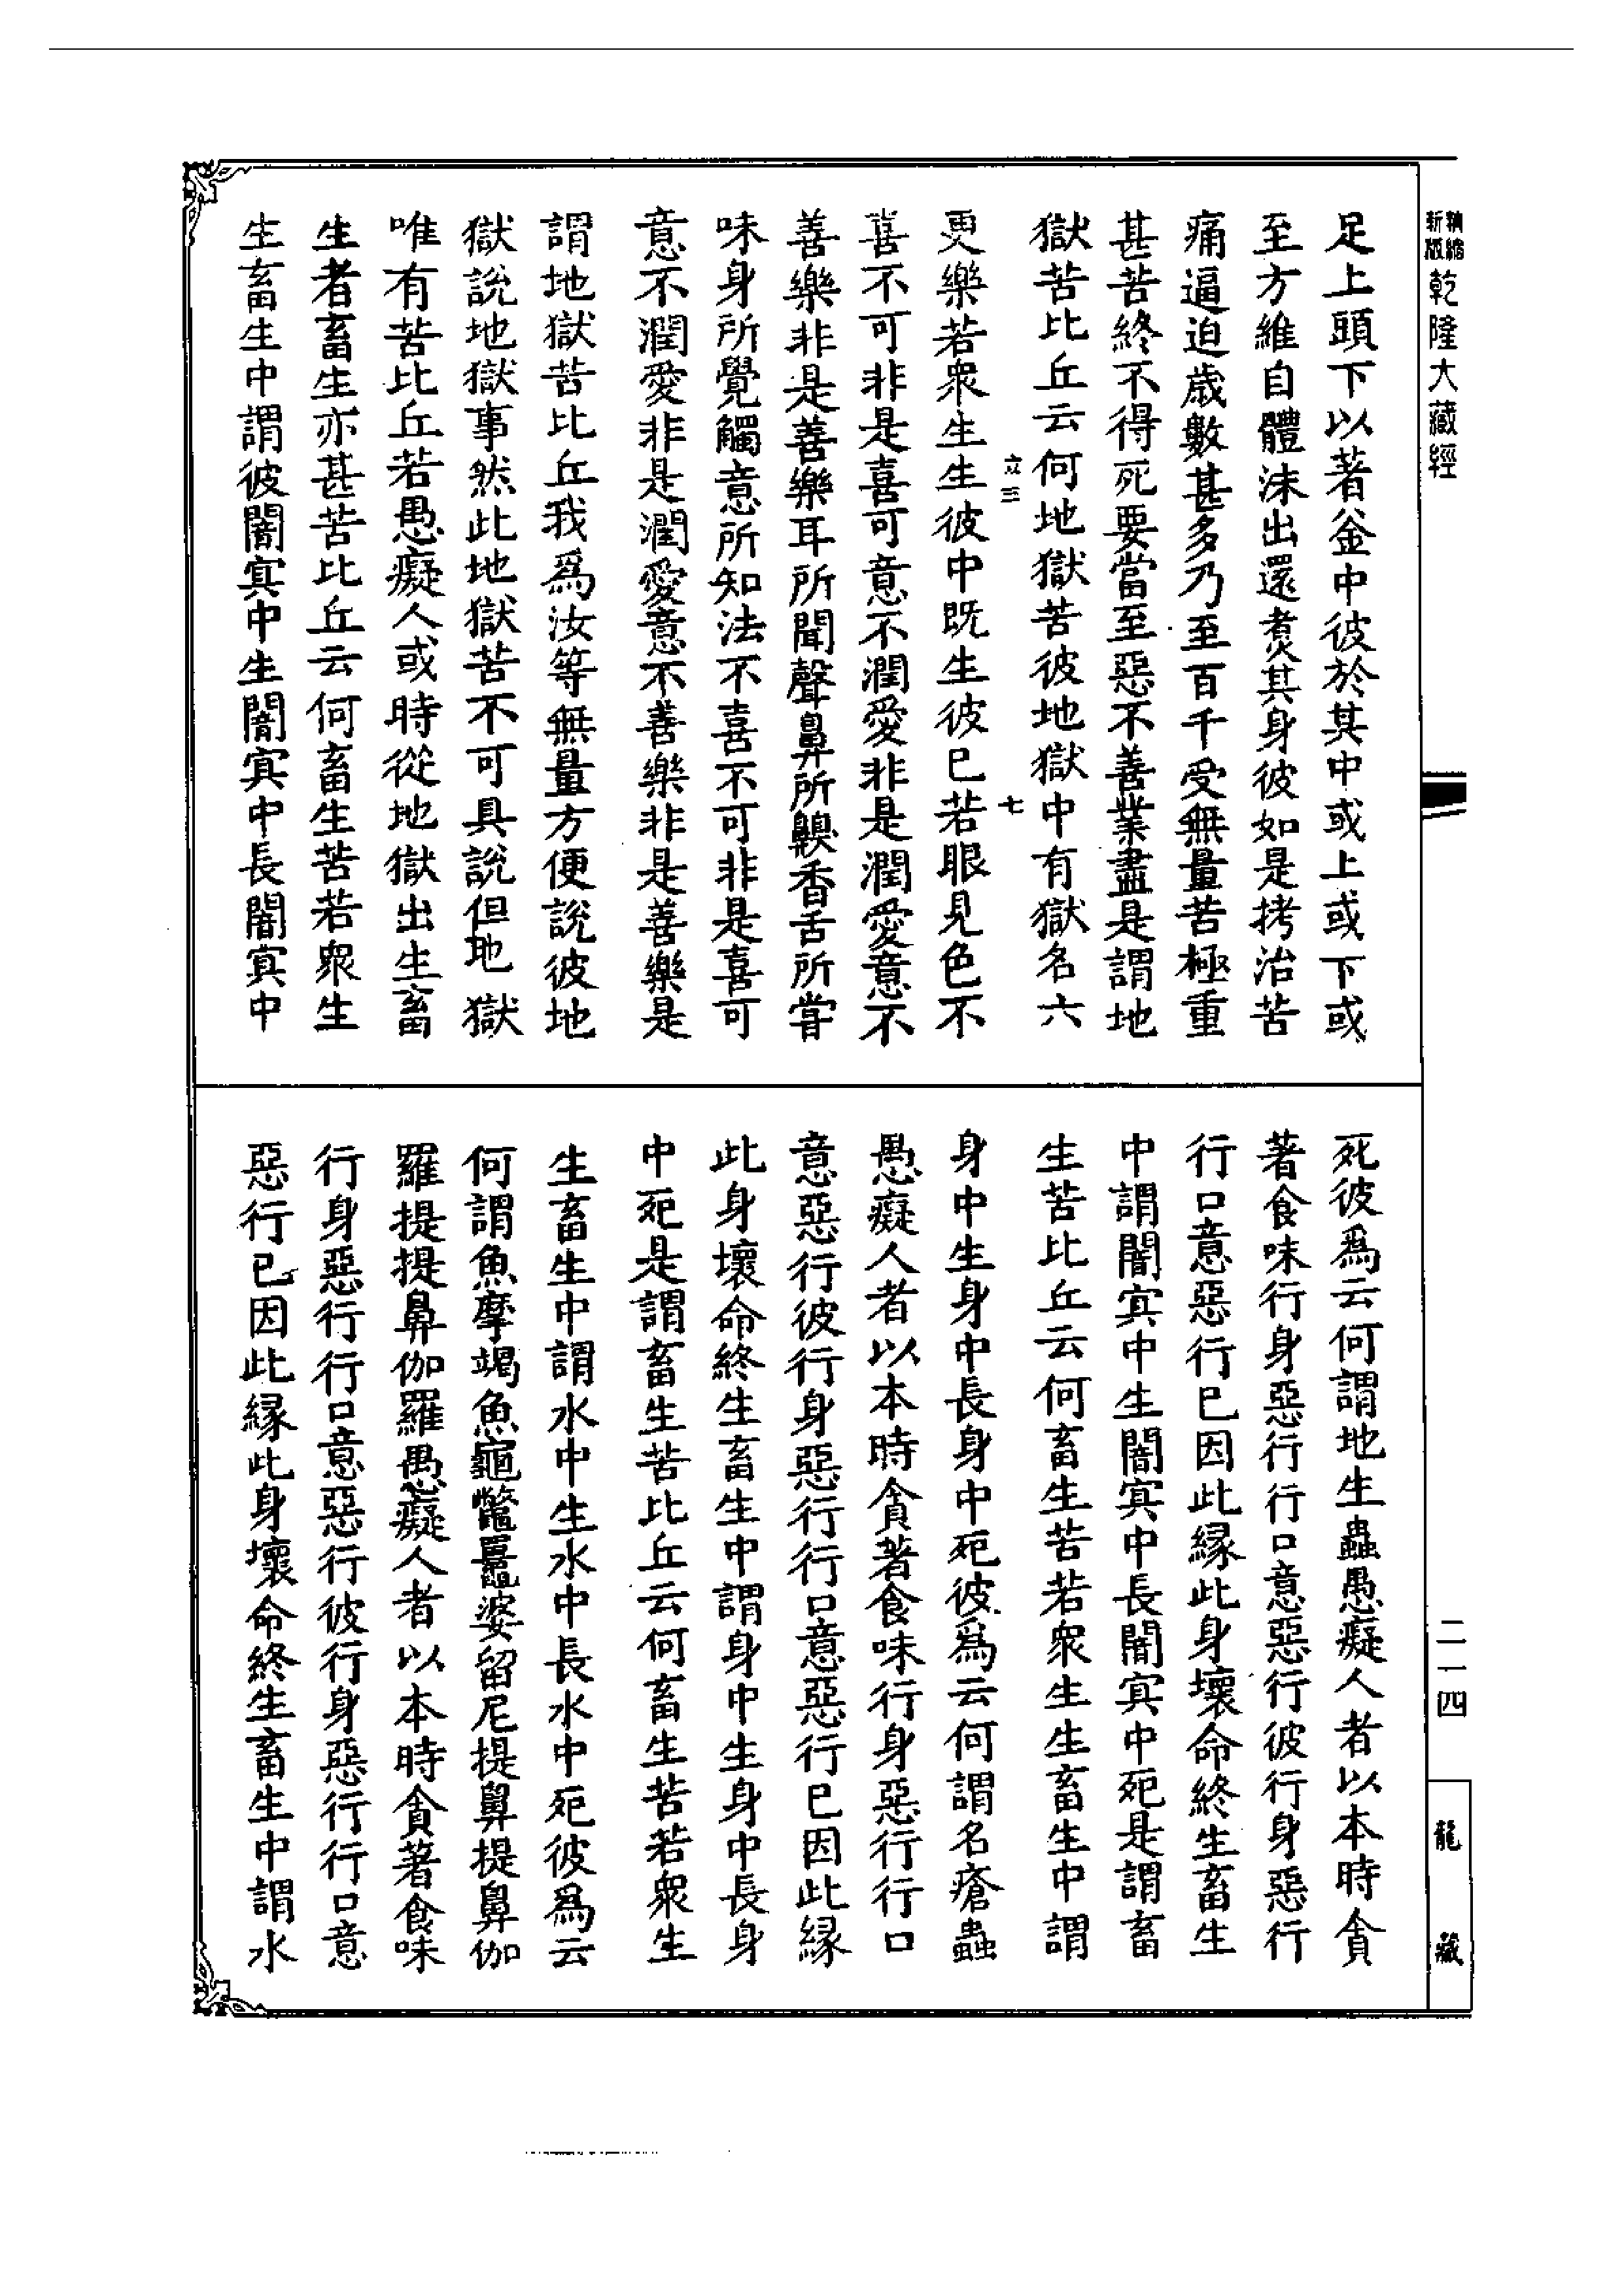 精縮新版乾隆大藏經
足上頭下以著釡中彼於其中或上或下或
至方維自體沫出還煑其身彼如是拷治苦
痛逼迫歲數甚多乃至百千受無量苦極重
甚苦終不得死要當至惡不善業盡是謂地
獄苦比丘云何地獄苦彼地獄中有獄名六
立三 七
更樂若衆生生彼中既生彼已若眼見色不
喜不可非是喜可意不潤愛非是潤愛意不
善樂非是善樂耳所聞聲鼻所齅香舌所甞
味身所覺觸意所知法不喜不可非是喜可
意不潤愛非是潤愛意不善樂非是善樂是
謂地獄苦比丘我爲汝等無量方便說彼地
獄說地獄事然此地獄苦不可具說但地獄
唯有苦比丘若愚癡人或時從地獄出生畜
生者畜生亦甚苦比丘云何畜生苦若衆生
生畜生中謂彼闇㝠中生闇㝠中長闇㝠中
死彼爲云何謂地生蟲愚癡人者以本時貪
著食味行身惡行行口意惡行彼行身惡行
行口意惡行已因此縁此身壞命終生畜生
中謂闇㝠中生闇㝠中長闇㝠中死是謂畜
生苦比丘云何畜生苦若衆生生畜生中謂
身中生身中長身中死彼爲云何謂名瘡蟲
愚癡人者以本時貪著食味行身惡行行口
意惡行彼行身惡行行口意惡行已因此縁
此身壞命終生畜生中謂身中生身中長身
中死是謂畜生苦比丘云何畜生苦若衆生
生畜生中謂水中生水中長水中死彼爲云
何謂魚摩竭魚龜鼈鼉婆留尼提鼻提鼻伽
羅提提鼻伽羅愚癡人者以本時貪著食味
行身惡行行口意惡行彼行身惡行行口意
惡行已因此縁此身壞命終生畜生中謂水
二一四
龍藏